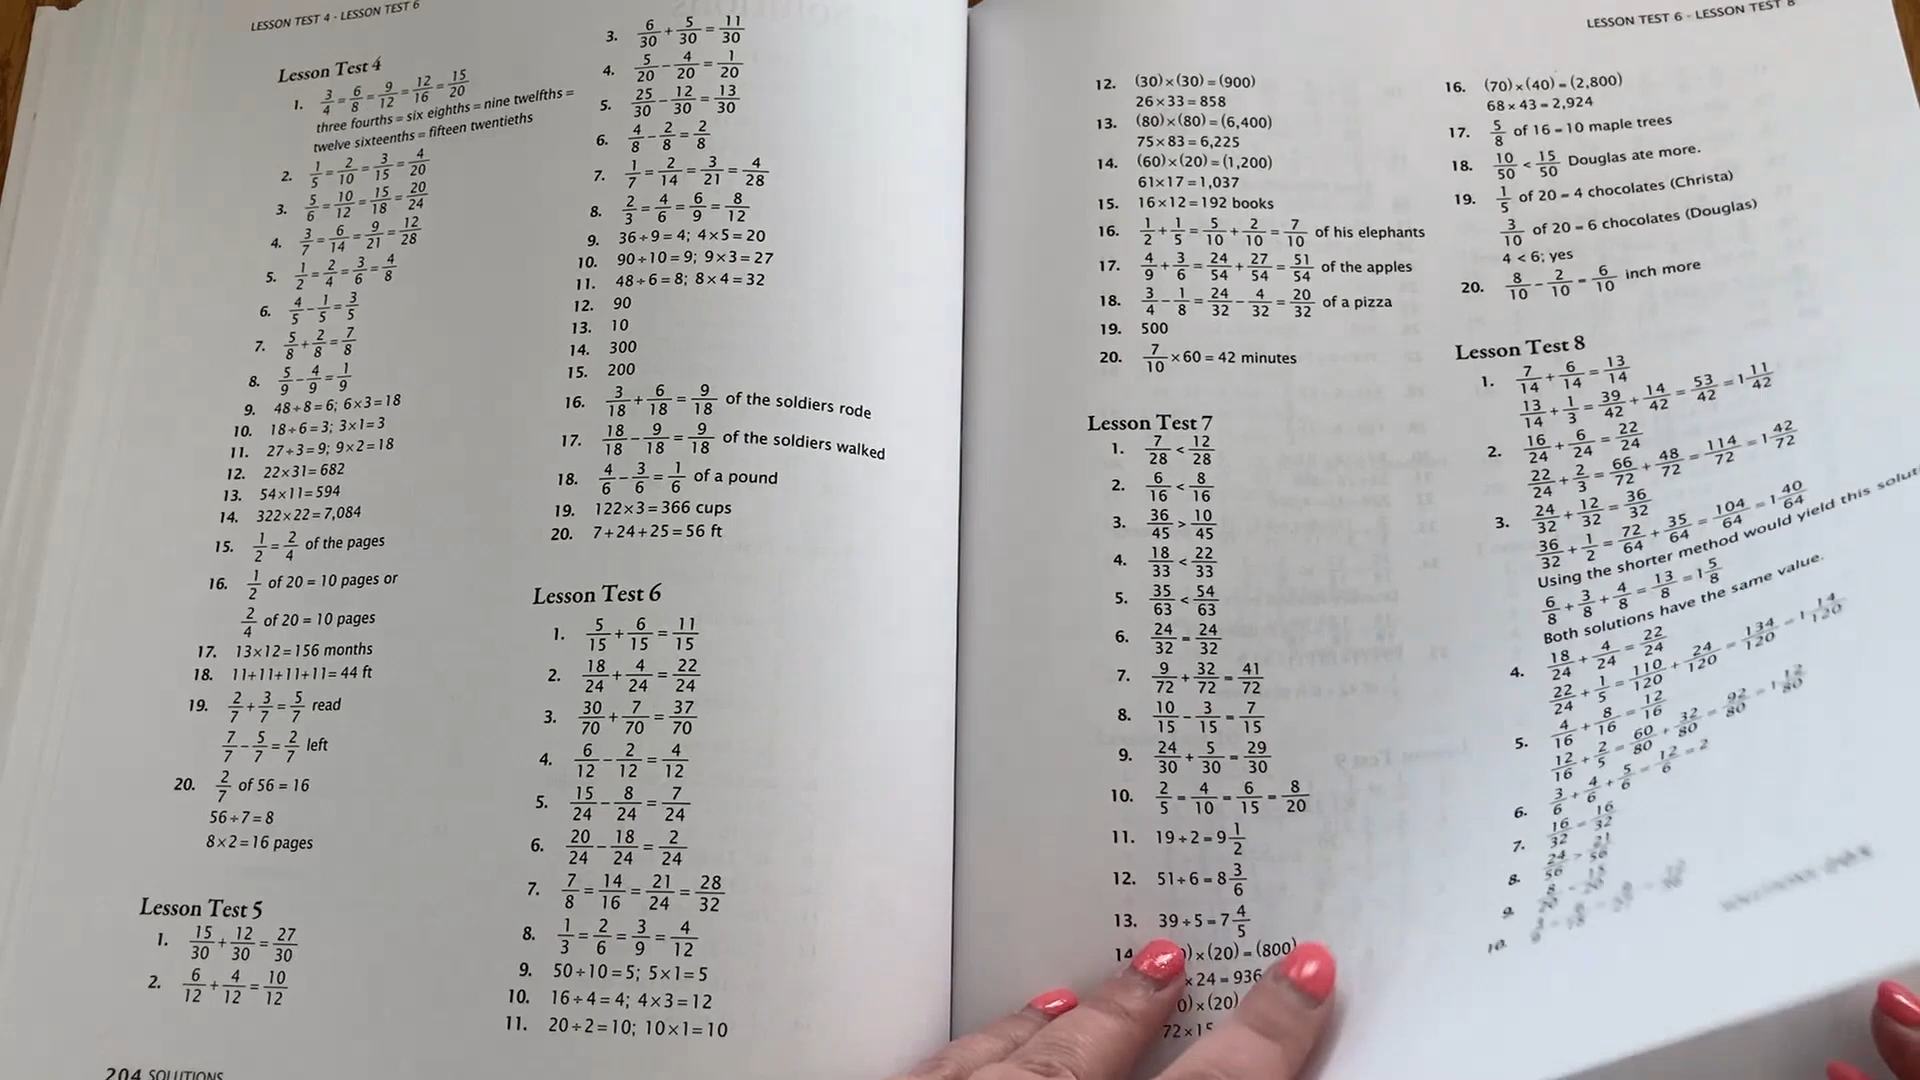 LESSON TEST 4 - LESSON TEST 6
Lesson Test 4
1. 3/4 = 6/8 = 9/12 = 12/16 = 15/20
three fourths = six eighths = nine twelfths =
twelve sixteenths = fifteen twentieths
2. 1/5 = 2/10 = 3/15 = 4/20
3. 5/6 = 10/12 = 15/18 = 20/24
4. 3/7 = 6/14 = 9/21 = 12/28
5. 1/2 = 2/4 = 3/6 = 4/8
6. 4/5 - 1/5 = 3/5
7. 5/8 + 2/8 = 7/8
8. 5/9 - 4/9 = 1/9
9. 48÷8=6; 6×3=18
10. 18÷6=3; 3×1=3
11. 27÷3=9; 9×2=18
12. 22×31=682
13. 54×11=594
14. 322×22=7,084
15. 1/2 = 2/4 of the pages
16. 1/2 of 20 = 10 pages or
2/4 of 20 = 10 pages
17. 13×12=156 months
18. 11+11+11+11=44 ft
19. 2/7 + 3/7 = 5/7 read
7/7 - 5/7 = 2/7 left
20. 2/7 of 56 = 16
56÷7=8
8×2=16 pages
Lesson Test 5
1. 15/30 + 12/30 = 27/30
2. 6/12 + 4/12 = 10/12
204 SOLUTIONS
3. 6/30 + 5/30 = 11/30
4. 5/20 - 4/20 = 1/20
5. 25/30 - 12/30 = 13/30
6. 4/8 - 2/8 = 2/8
7. 1/7 = 2/14 = 3/21 = 4/28
8. 2/3 = 4/6 = 6/9 = 8/12
9. 36÷9=4; 4×5=20
10. 90÷10=9; 9×3=27
11. 48÷6=8; 8×4=32
12. 90
13. 10
14. 300
15. 200
16. 3/18 + 6/18 = 9/18 of the soldiers rode
17. 18/18 - 9/18 = 9/18 of the soldiers walked
18. 4/6 - 3/6 = 1/6 of a pound
19. 122×3=366 cups
20. 7+24+25=56 ft
Lesson Test 6
1. 5/15 + 6/15 = 11/15
2. 18/24 + 4/24 = 22/24
3. 30/70 + 7/70 = 37/70
4. 6/12 - 2/12 = 4/12
5. 15/24 - 8/24 = 7/24
6. 20/24 - 18/24 = 2/24
7. 7/8 = 14/16 = 21/24 = 28/32
8. 1/3 = 2/6 = 3/9 = 4/12
9. 50÷10=5; 5×1=5
10. 16÷4=4; 4×3=12
11. 20÷2=10; 10×1=10
LESSON TEST 6 - LESSON TEST 8
12. (30)×(30)=(900)
26×33=858
13. (80)×(80)=(6,400)
75×83=6,225
14. (60)×(20)=(1,200)
61×17=1,037
15. 16×12=192 books
16. 1/2 + 1/5 = 5/10 + 2/10 = 7/10 of his elephants
17. 4/9 + 3/6 = 24/54 + 27/54 = 51/54 of the apples
18. 3/4 - 1/8 = 24/32 - 4/32 = 20/32 of a pizza
19. 500
20. 7/10 ×60=42 minutes
Lesson Test 7
1. 7/28 < 12/28
2. 6/16 < 8/16
3. 36/45 > 10/45
4. 18/33 < 22/33
5. 35/63 < 54/63
6. 24/32 = 24/32
7. 9/72 + 32/72 = 41/72
8. 10/15 - 3/15 = 7/15
9. 24/30 + 5/30 = 29/30
10. 2/5 = 4/10 = 6/15 = 8/20
11. 19÷2=9 1/2
12. 51÷6=8 3/6
13. 39÷5=7 4/5
14 )×(20)=(800)
×24=936
0)×(20)
72×15
16. (70)×(40)=(2,800)
68×43=2,924
17. 5/8 of 16=10 maple trees
18. 10/50 < 15/50 Douglas ate more.
19. 1/5 of 20=4 chocolates (Christa)
3/10 of 20=6 chocolates (Douglas)
4 < 6; yes
20. 8/10 - 2/10 = 6/10 inch more
Lesson Test 8
1. 7/14 + 6/14 = 13/14
13/14 + 1/3 = 39/42 + 14/42 = 53/42 = 1 11/42
2. 16/24 + 6/24 = 22/24
22/24 + 2/3 = 66/72 + 48/72 = 114/72 = 1 42/72
3. 24/32 + 12/32 = 36/32
36/32 + 1/2 = 72/64 + 35/64 = 104/64 = 1 40/64
Using the shorter method would yield this solut
6/8 + 3/8 + 4/8 = 13/8 = 1 5/8
Both solutions have the same value.
4. 18/24 + 4/24 = 22/24
22/24 + 1/5 = 110/120 + 24/120 = 134/120 = 1 14/120
5. 4/16 + 8/16 = 12/16
12/16 + 2/5 = 60/80 + 32/80 = 92/80 = 1 12/80
6. 3/6 + 4/6 + 5/6 = 12/6 = 2
7. 16/32 = 16/32
8. 24/56 > 21/56
9.
10.